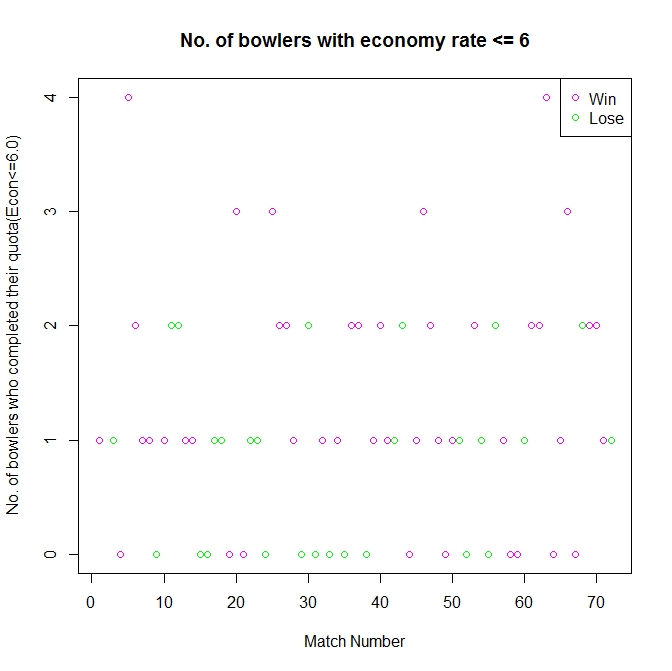 No. of bowlers with economy rate <= 6
Win
Lose
No. of bowlers who completed their quota(Econ<=6.0)
4
3
2
1
0
0 10 20 30 40 50 60 70
Match Number